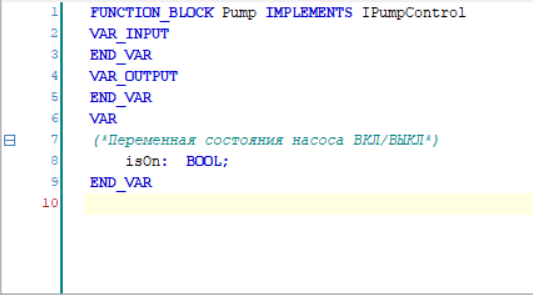 1 FUNCTION_BLOCK Pump IMPLEMENTS IPumpControl
2 VAR_INPUT
3 END_VAR
4 VAR_OUTPUT
5 END_VAR
6 VAR
7 (*Переменная состояния насоса ВКЛ/ВЫКЛ*)
8 isOn: BOOL;
9 END_VAR
10